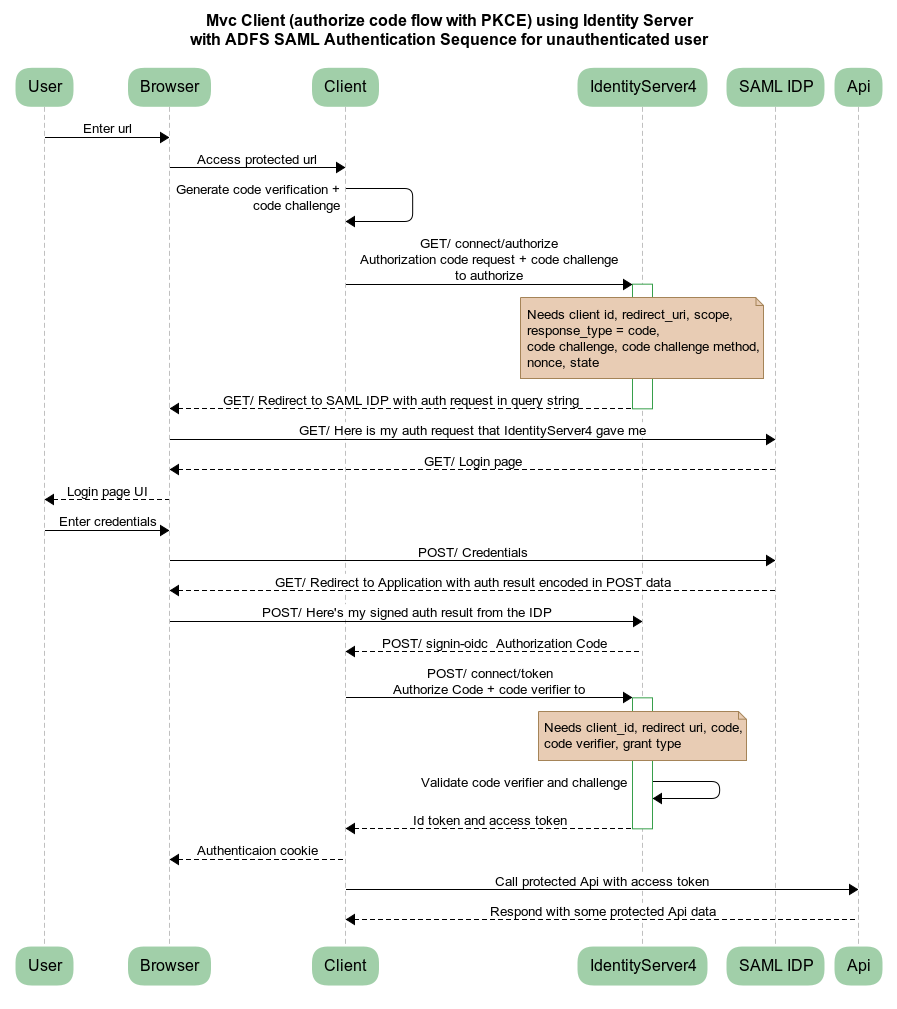 Mvc Client (authorize code flow with PKCE) using Identity Server
with ADFS SAML Authentication Sequence for unauthenticated user
User
Browser
Client
IdentityServer4
SAML IDP
Api
Enter url
Access protected url
Generate code verification +
code challenge
GET/ connect/authorize
Authorization code request + code challenge
to authorize
Needs client id, redirect_uri, scope,
response_type = code,
code challenge, code challenge method,
nonce, state
GET/ Redirect to SAML IDP with auth request in query string
GET/ Here is my auth request that IdentityServer4 gave me
GET/ Login page
Login page UI
Enter credentials
POST/ Credentials
GET/ Redirect to Application with auth result encoded in POST data
POST/ Here's my signed auth result from the IDP
POST/ signin-oidc  Authorization Code
POST/ connect/token
Authorize Code + code verifier to
Needs client_id, redirect uri, code,
code verifier, grant type
Validate code verifier and challenge
Id token and access token
Authenticaion cookie
Call protected Api with access token
Respond with some protected Api data
User
Browser
Client
IdentityServer4
SAML IDP
Api